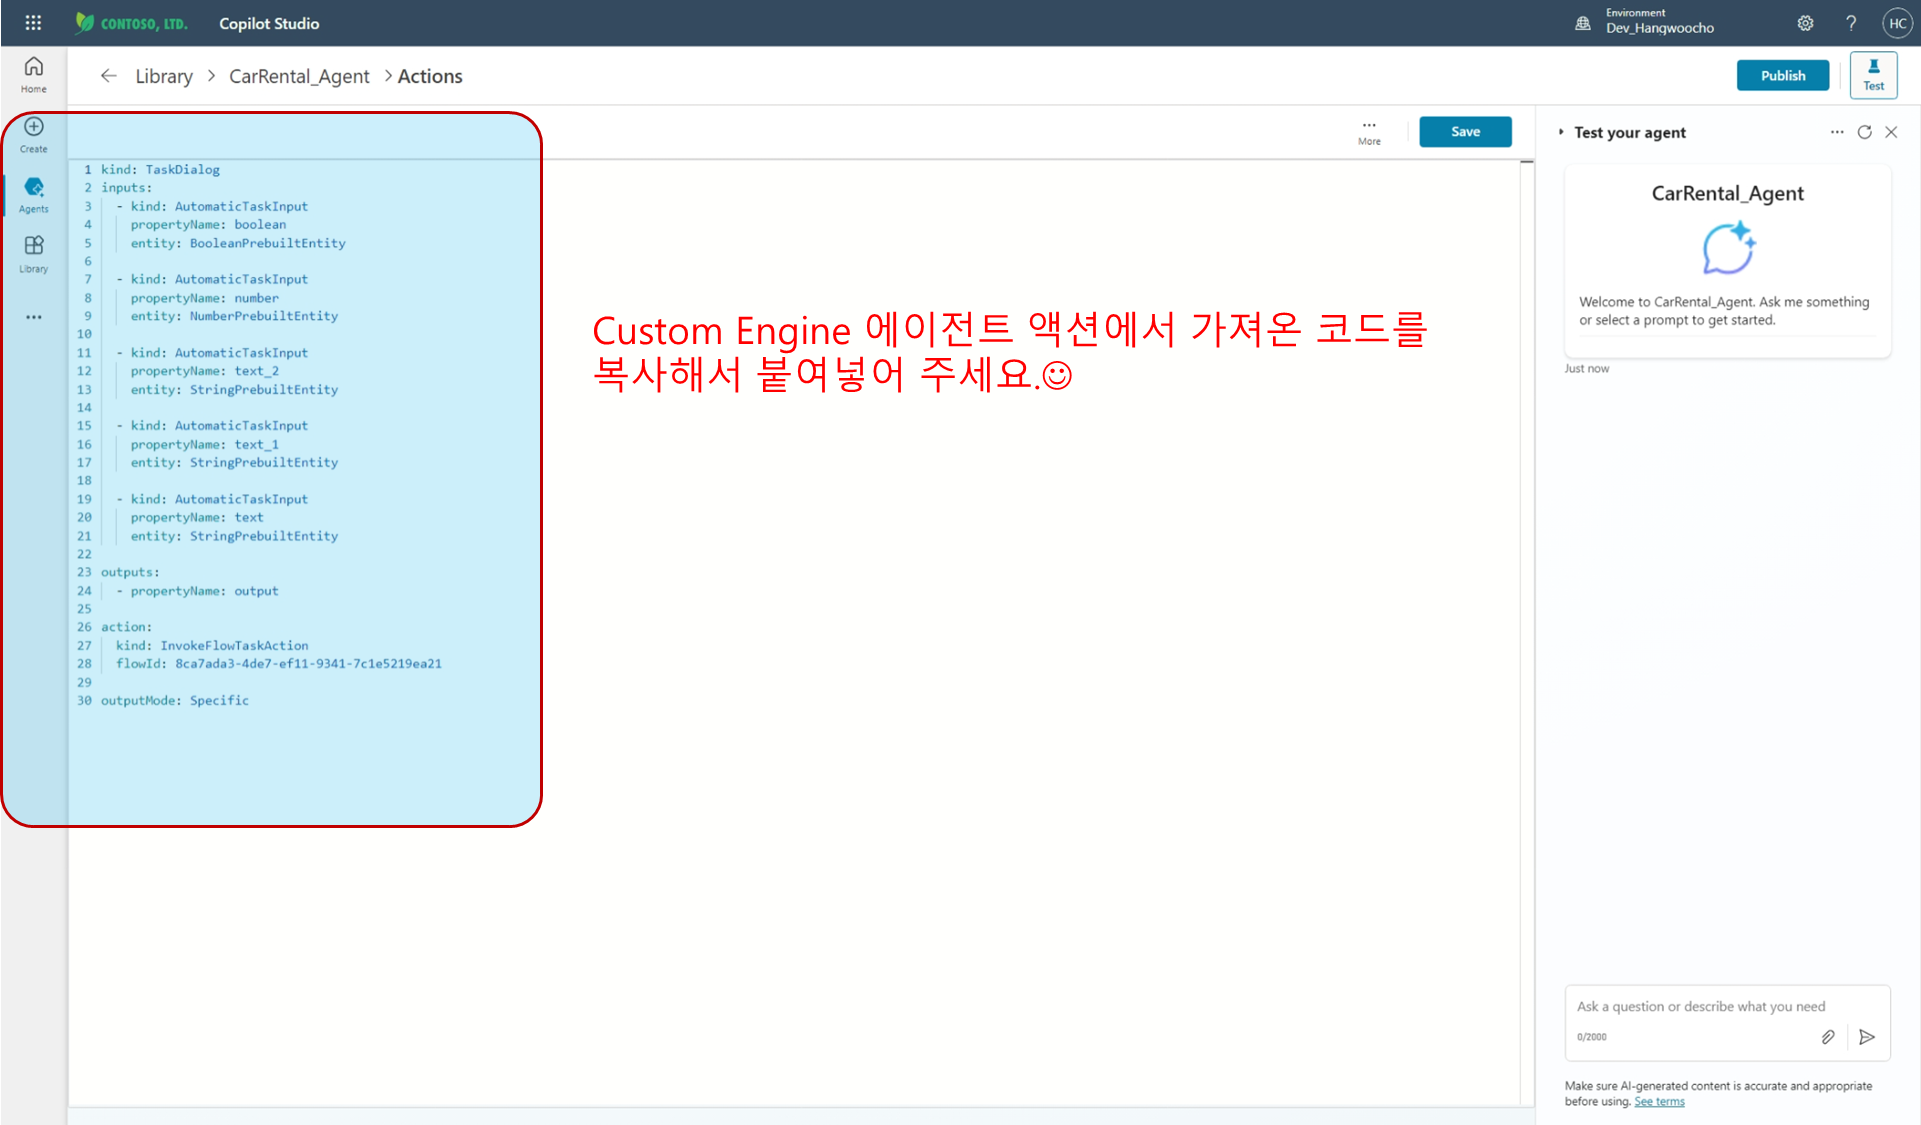 CONTOSO, LTD.
Copilot Studio
Environment
Dev_Hangwoocho
HC
Home
Library > CarRental_Agent > Actions
Publish
Test
Create
Agents
Library
More
Save
1 kind: TaskDialog
2 inputs:
3 - kind: AutomaticTaskInput
4 propertyName: boolean
5 entity: BooleanPrebuiltEntity
6
7 - kind: AutomaticTaskInput
8 propertyName: number
9 entity: NumberPrebuiltEntity
10
11 - kind: AutomaticTaskInput
12 propertyName: text_2
13 entity: StringPrebuiltEntity
14
15 - kind: AutomaticTaskInput
16 propertyName: text_1
17 entity: StringPrebuiltEntity
18
19 - kind: AutomaticTaskInput
20 propertyName: text
21 entity: StringPrebuiltEntity
22
23 outputs:
24 - propertyName: output
25
26 action:
27 kind: InvokeFlowTaskAction
28 flowId: 8ca7ada3-4de7-ef11-9341-7c1e5219ea21
29
30 outputMode: Specific
Custom Engine 에이전트 액션에서 가져온 코드를
복사해서 붙여넣어 주세요.☺
Test your agent
CarRental_Agent
Welcome to CarRental_Agent. Ask me something
or select a prompt to get started.
Just now
Ask a question or describe what you need
0/2000
Make sure AI-generated content is accurate and appropriate
before using. See terms